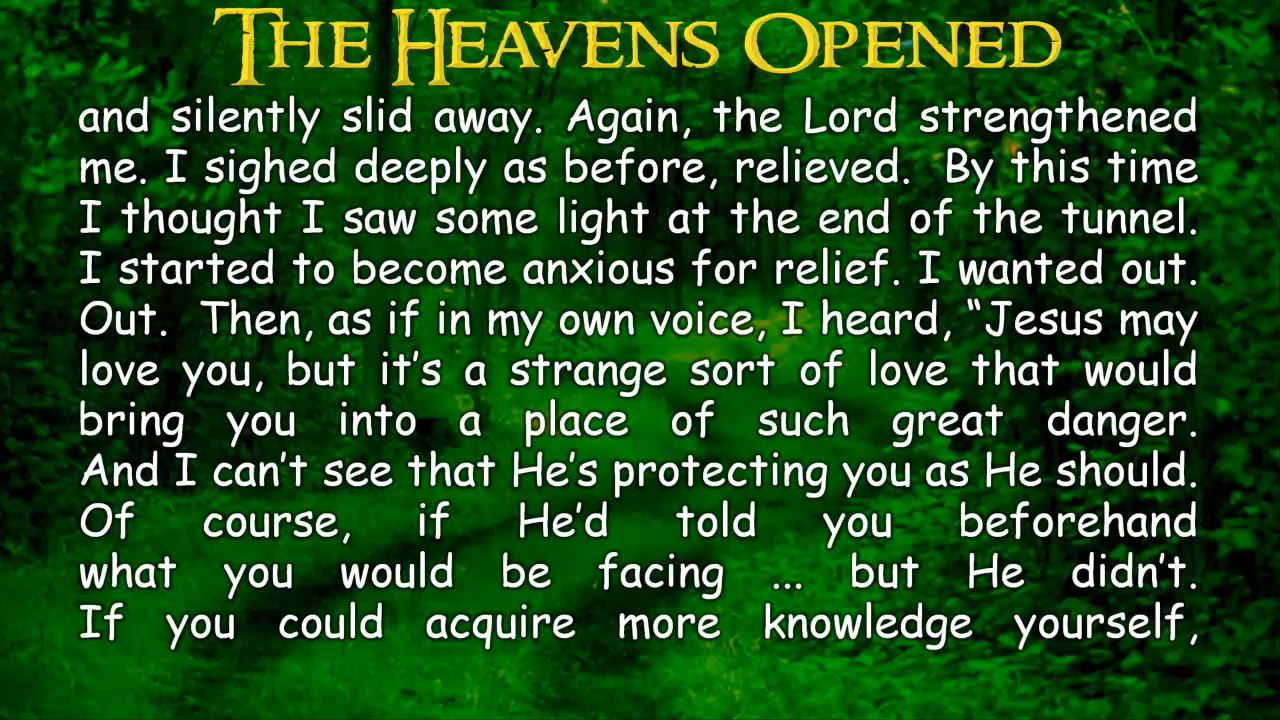 THE HEAVENS OPENED
and silently slid away. Again, the Lord strengthened
me. I sighed deeply as before, relieved.  By this time
I thought I saw some light at the end of the tunnel.
I started to become anxious for relief. I wanted out.
Out.  Then, as if in my own voice, I heard, “Jesus may
love you, but it’s a strange sort of love that would
bring you into a place of such great danger.
And I can’t see that He’s protecting you as He should.
Of course, if He’d told you beforehand
what you would be facing ... but He didn’t.
If you could acquire more knowledge yourself,